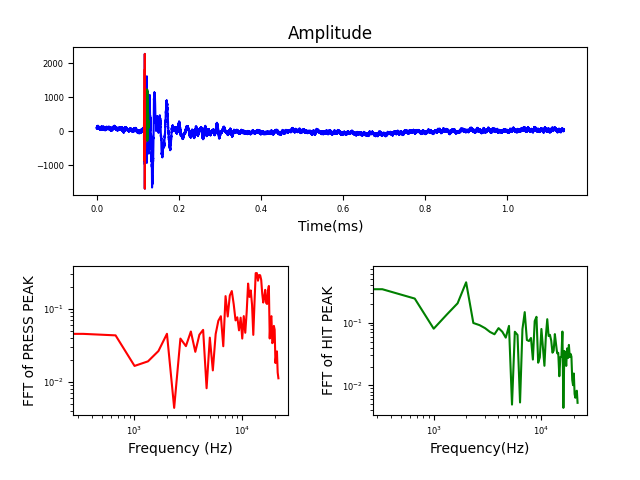 Amplitude
2000
1000
0
−1000
0.0 0.2 0.4 0.6 0.8 1.0
Time(ms)
FFT of PRESS PEAK
10⁻¹
10⁻²
10³ 10⁴
Frequency (Hz)
FFT of HIT PEAK
10⁻¹
10⁻²
10³ 10⁴
Frequency(Hz)